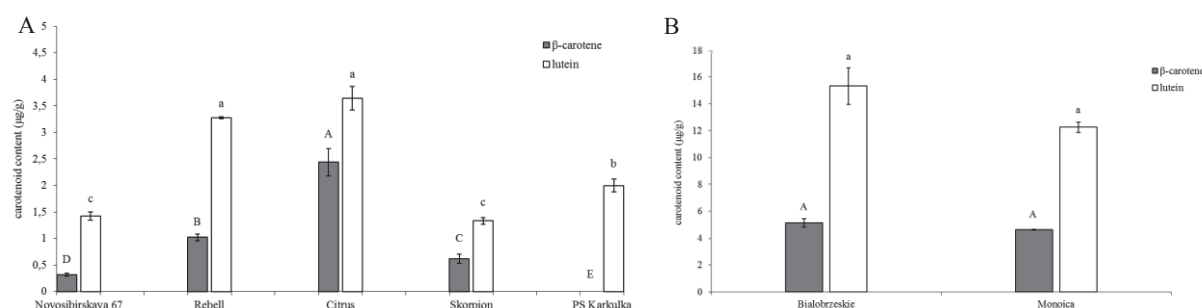 A
carotenoid content (µg/g)
5
4,5
4
3,5
3
2,5
2
1,5
1
0,5
0
β-carotene
lutein
D
c
B
a
A
a
C
c
E
b
Novosibirskaya 67
Rebell
Citrus
Skorpion
PS Karkulka
B
carotenoid content (µg/g)
18
16
14
12
10
8
6
4
2
0
β-carotene
lutein
A
a
A
a
Bialobrzeskie
Monoica